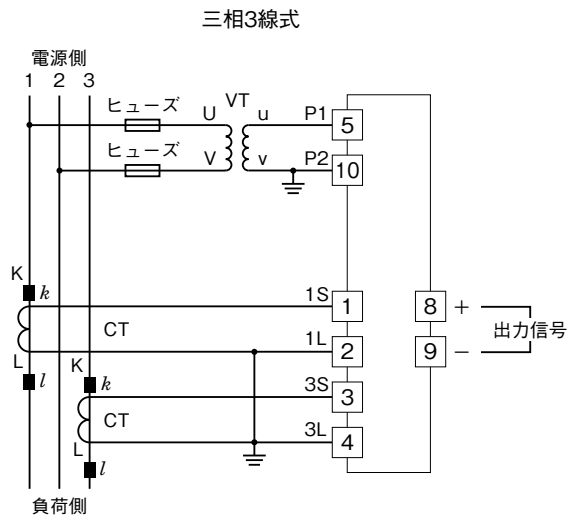 三相3線式
電源側
1 2 3
ヒューズ U VT u P1 5
ヒューズ V v P2 10
K k 1S 1 8 +
CT 出力信号
L l 1L 2 9 −
K k 3S 3
CT
L l 3L 4
負荷側